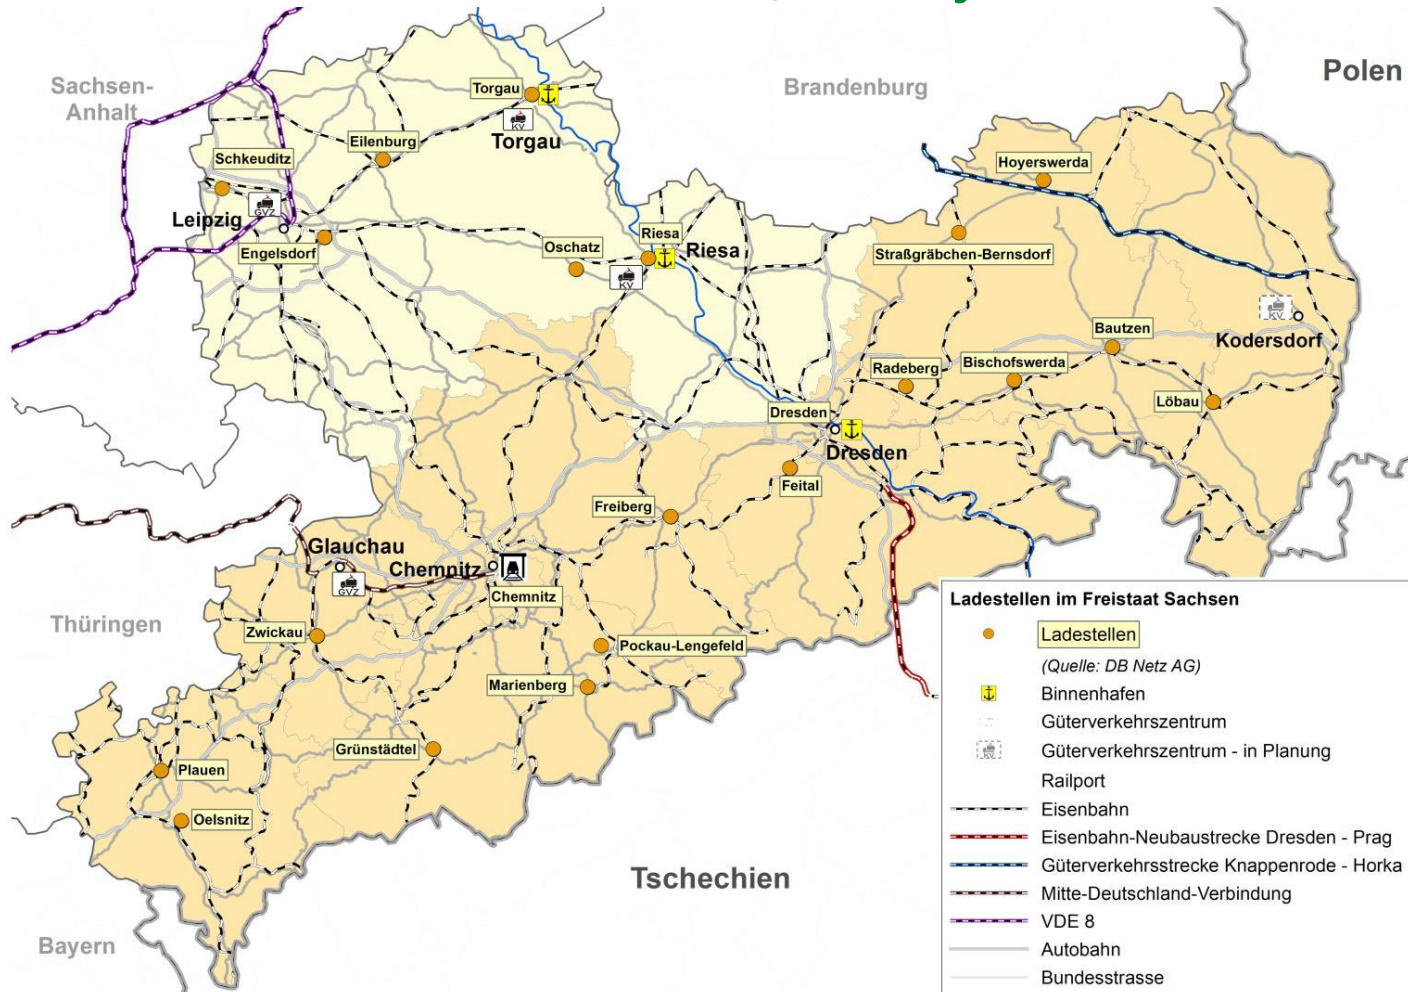 Polen
Sachsen-
Anhalt
Brandenburg
Torgau
KV
Torgau
Eilenburg
Schkeuditz
Hoyerswerda
GVZ
Leipzig
Engelsdorf
Oschatz
Riesa
Riesa
KV
Straßgräbchen-Bernsdorf
KV
Kodersdorf
Bautzen
Bischofswerda
Radeberg
Löbau
Dresden
Dresden
Feital
Freiberg
Glauchau
GVZ
Chemnitz
Chemnitz
Thüringen
Zwickau
Pockau-Lengefeld
Marienberg
Grünstädtel
Plauen
Oelsnitz
Tschechien
Bayern
Ladestellen im Freistaat Sachsen
Ladestellen
(Quelle: DB Netz AG)
Binnenhafen
Güterverkehrszentrum
Güterverkehrszentrum - in Planung
Railport
Eisenbahn
Eisenbahn-Neubaustrecke Dresden - Prag
Güterverkehrsstrecke Knappenrode - Horka
Mitte-Deutschland-Verbindung
VDE 8
Autobahn
Bundesstrasse